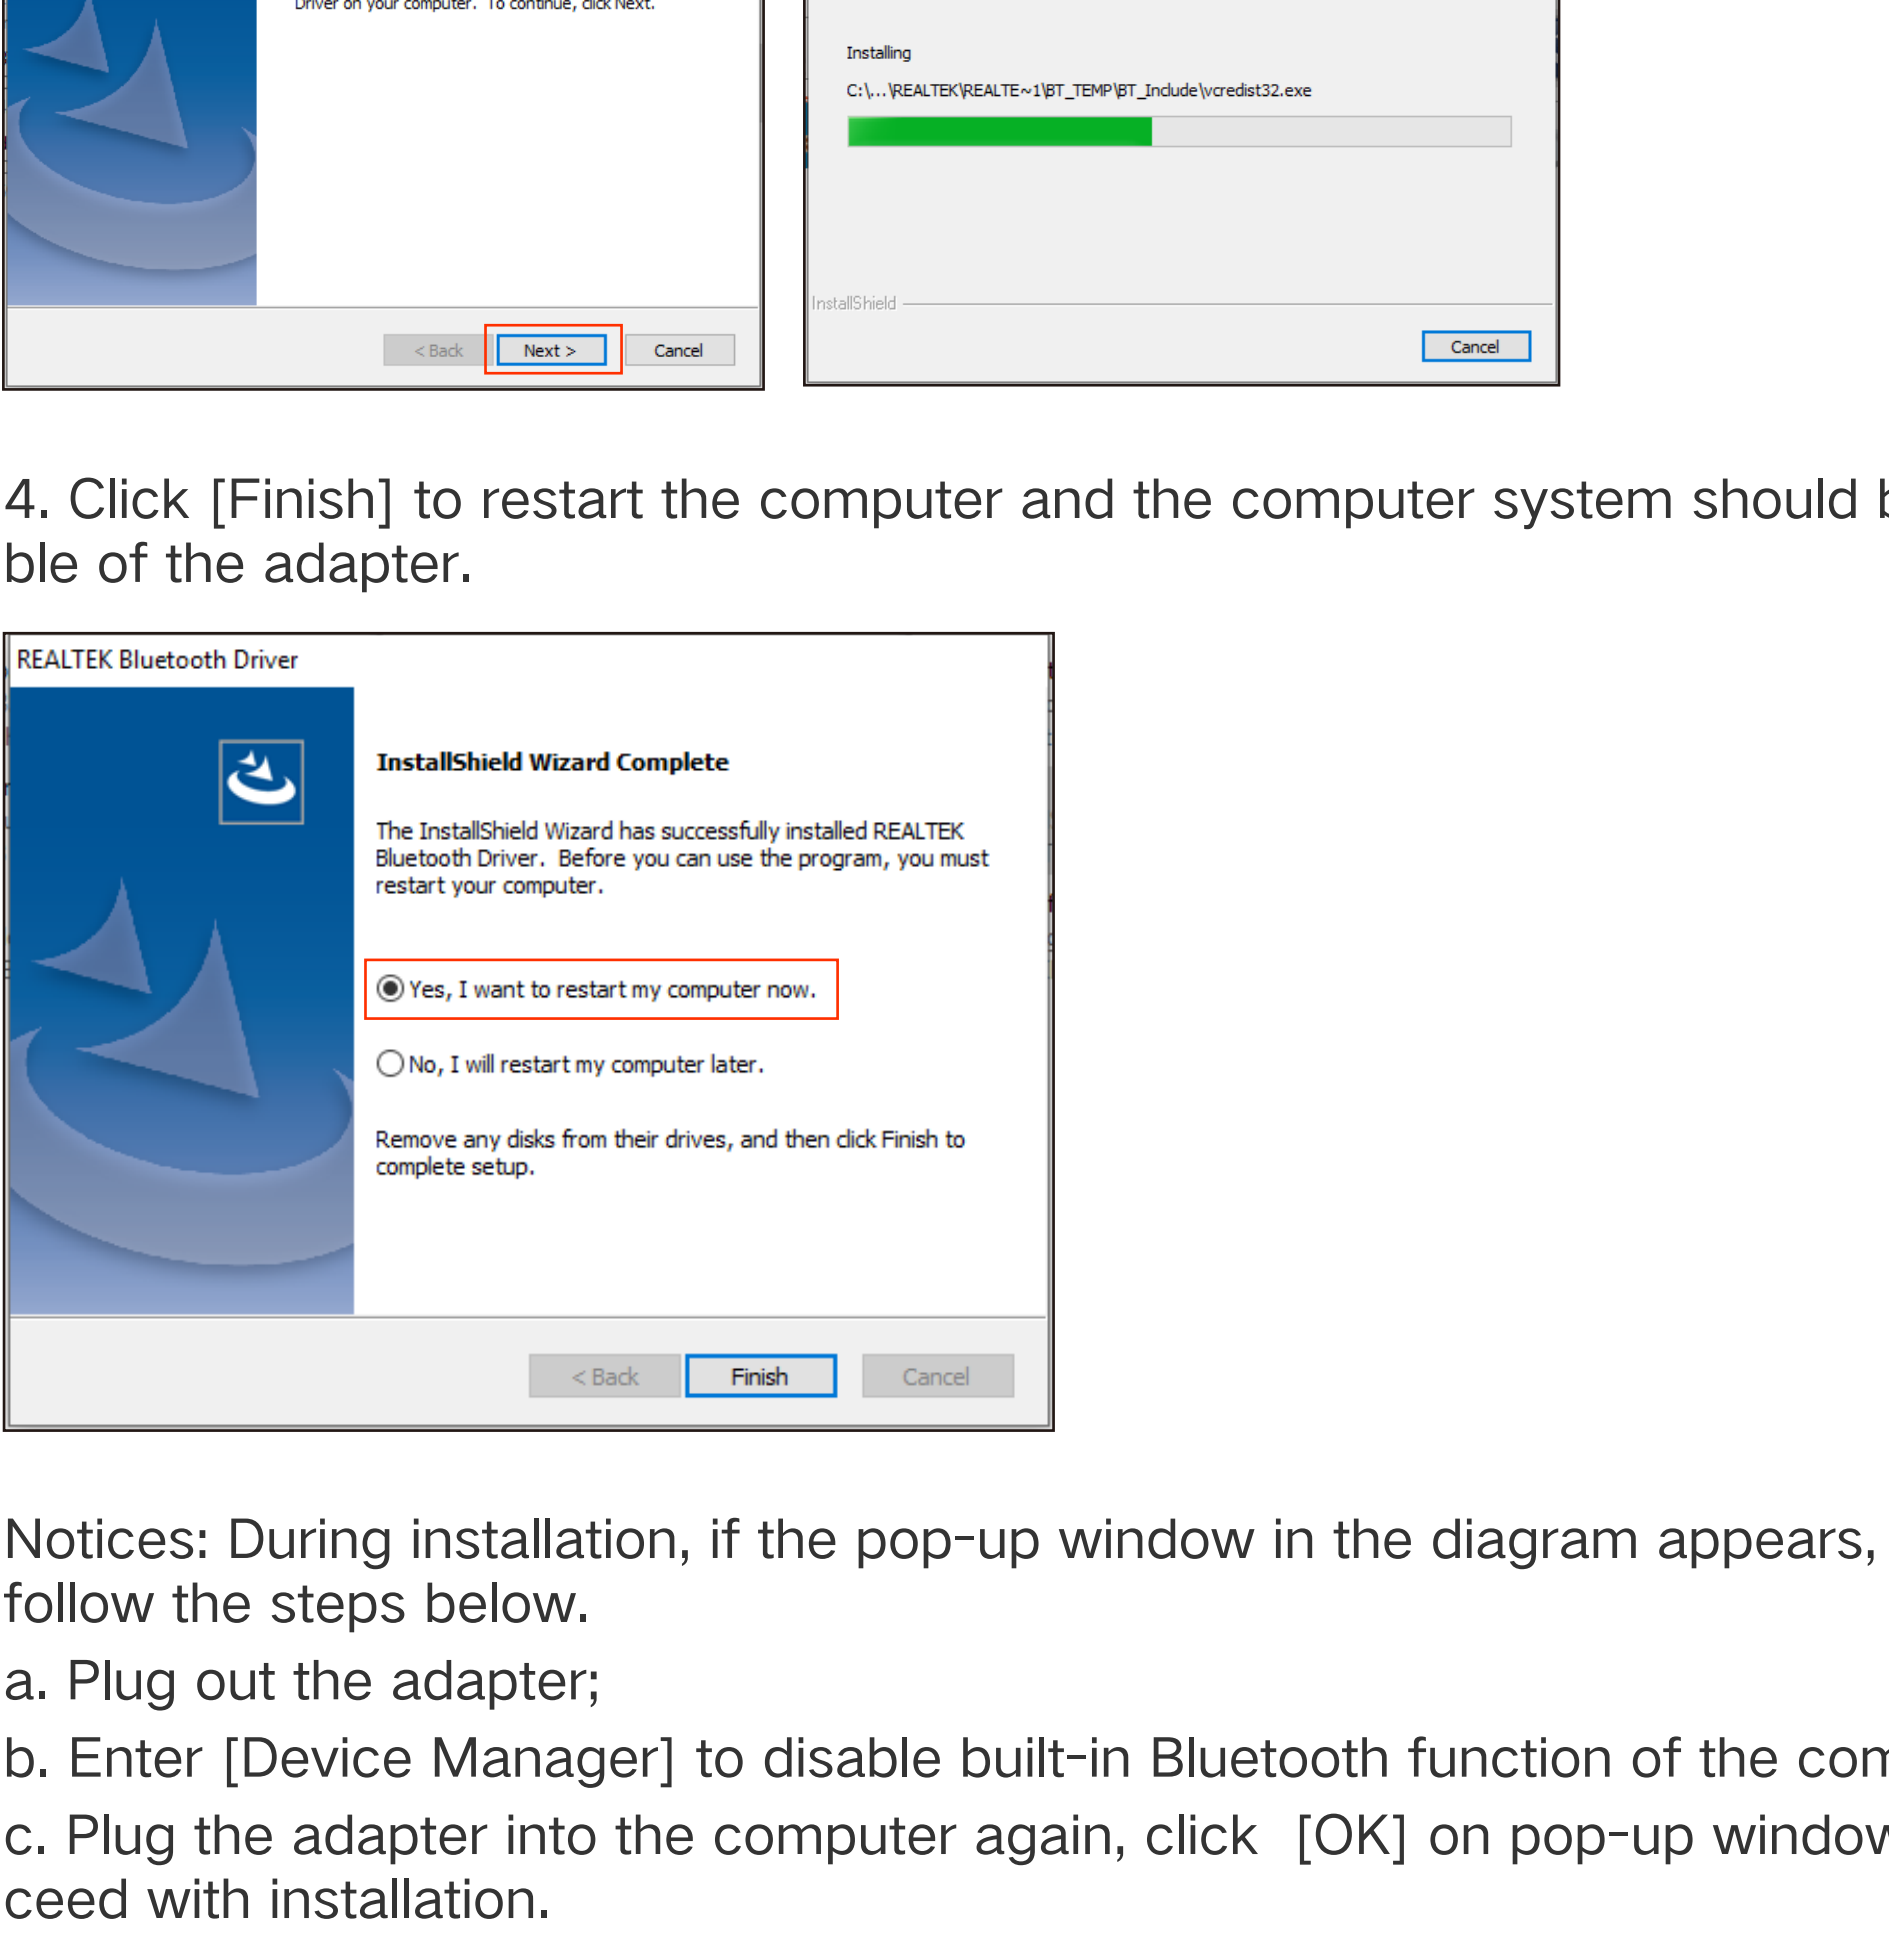 Driver on your computer.  To continue, click Next.
< Back
Next >
Cancel
Installing
C:\...\REALTEK\REALTE~1\BT_TEMP\BT_Include\vcredist32.exe
InstallShield
Cancel
4. Click [Finish] to restart the computer and the computer system should
ble of the adapter.
REALTEK Bluetooth Driver
InstallShield Wizard Complete
The InstallShield Wizard has successfully installed REALTEK
Bluetooth Driver.  Before you can use the program, you must
restart your computer.
Yes, I want to restart my computer now.
No, I will restart my computer later.
Remove any disks from their drives, and then click Finish to
complete setup.
< Back
Finish
Cancel
Notices: During installation, if the pop-up window in the diagram appears,
follow the steps below.
a. Plug out the adapter;
b. Enter [Device Manager] to disable built-in Bluetooth function of the
c. Plug the adapter into the computer again, click  [OK] on pop-up window
ceed with installation.